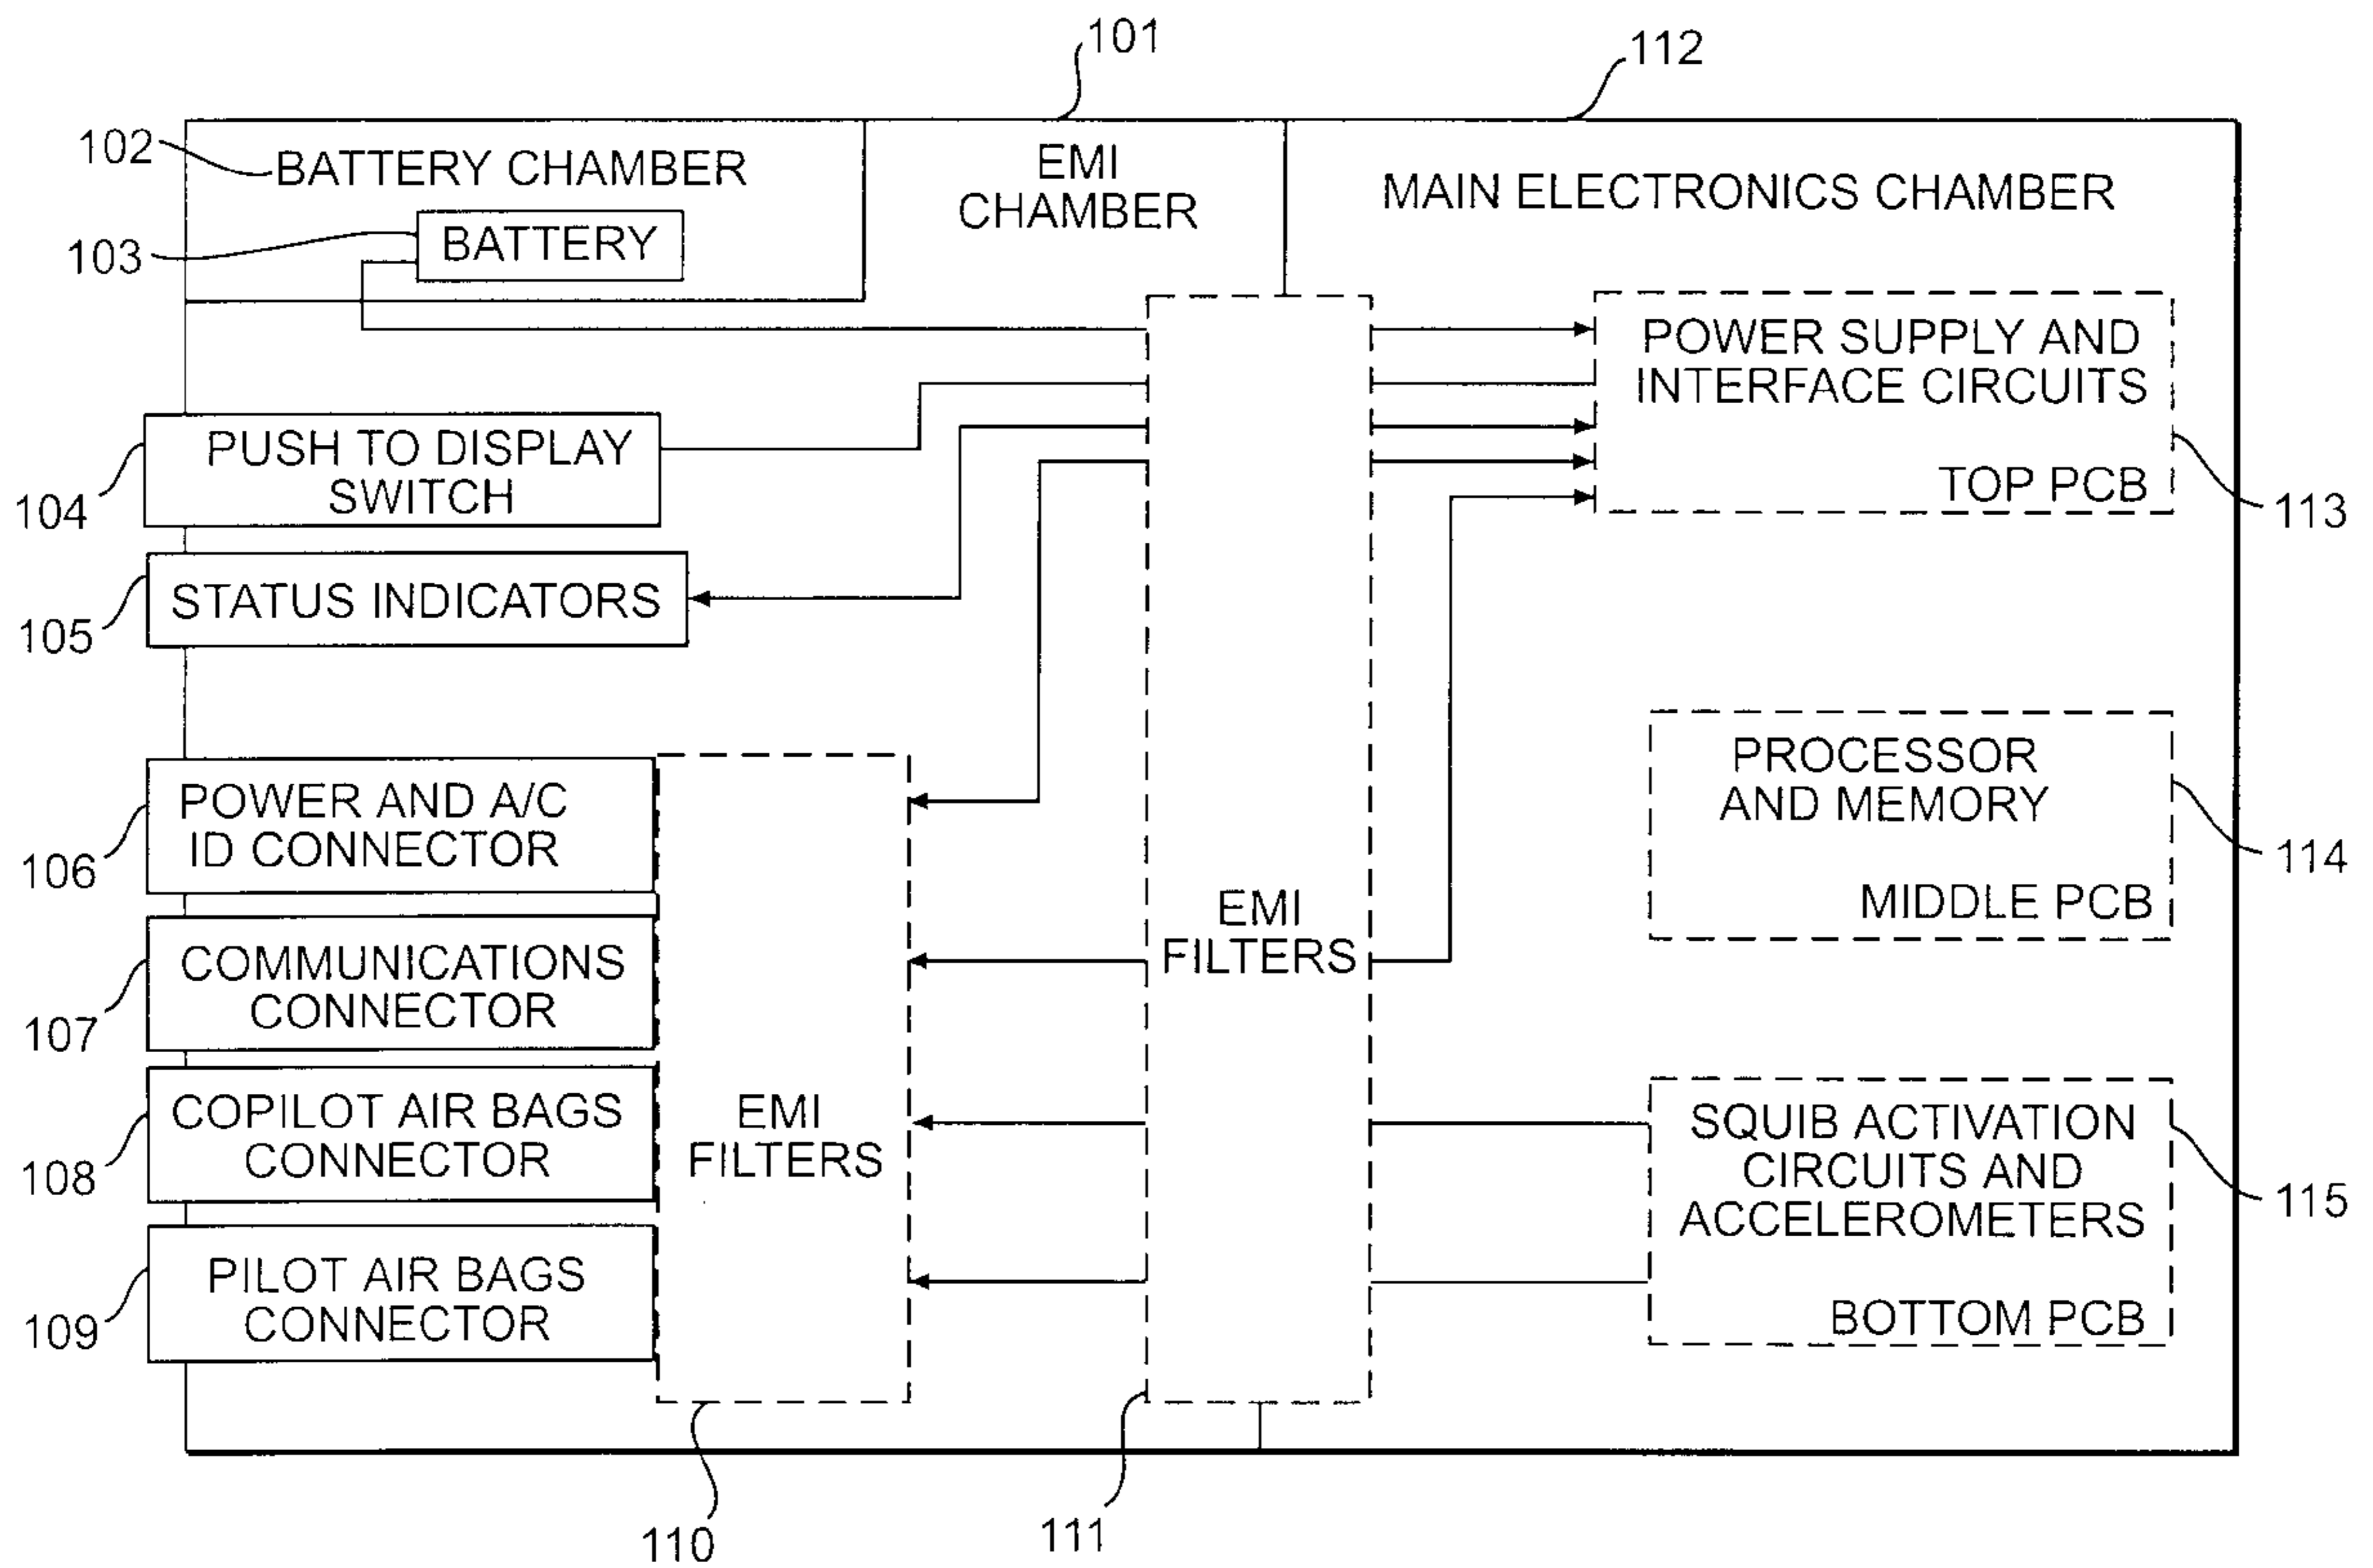 101
112
102
BATTERY CHAMBER
EMI
CHAMBER
MAIN ELECTRONICS CHAMBER
103
BATTERY
POWER SUPPLY AND
INTERFACE CIRCUITS
TOP PCB
113
104
PUSH TO DISPLAY
SWITCH
105
STATUS INDICATORS
PROCESSOR
AND MEMORY
MIDDLE PCB
114
106
POWER AND A/C
ID CONNECTOR
107
COMMUNICATIONS
CONNECTOR
EMI
FILTERS
108
COPILOT AIR BAGS
CONNECTOR
EMI
FILTERS
SQUIB ACTIVATION
CIRCUITS AND
ACCELEROMETERS
BOTTOM PCB
115
109
PILOT AIR BAGS
CONNECTOR
110
111